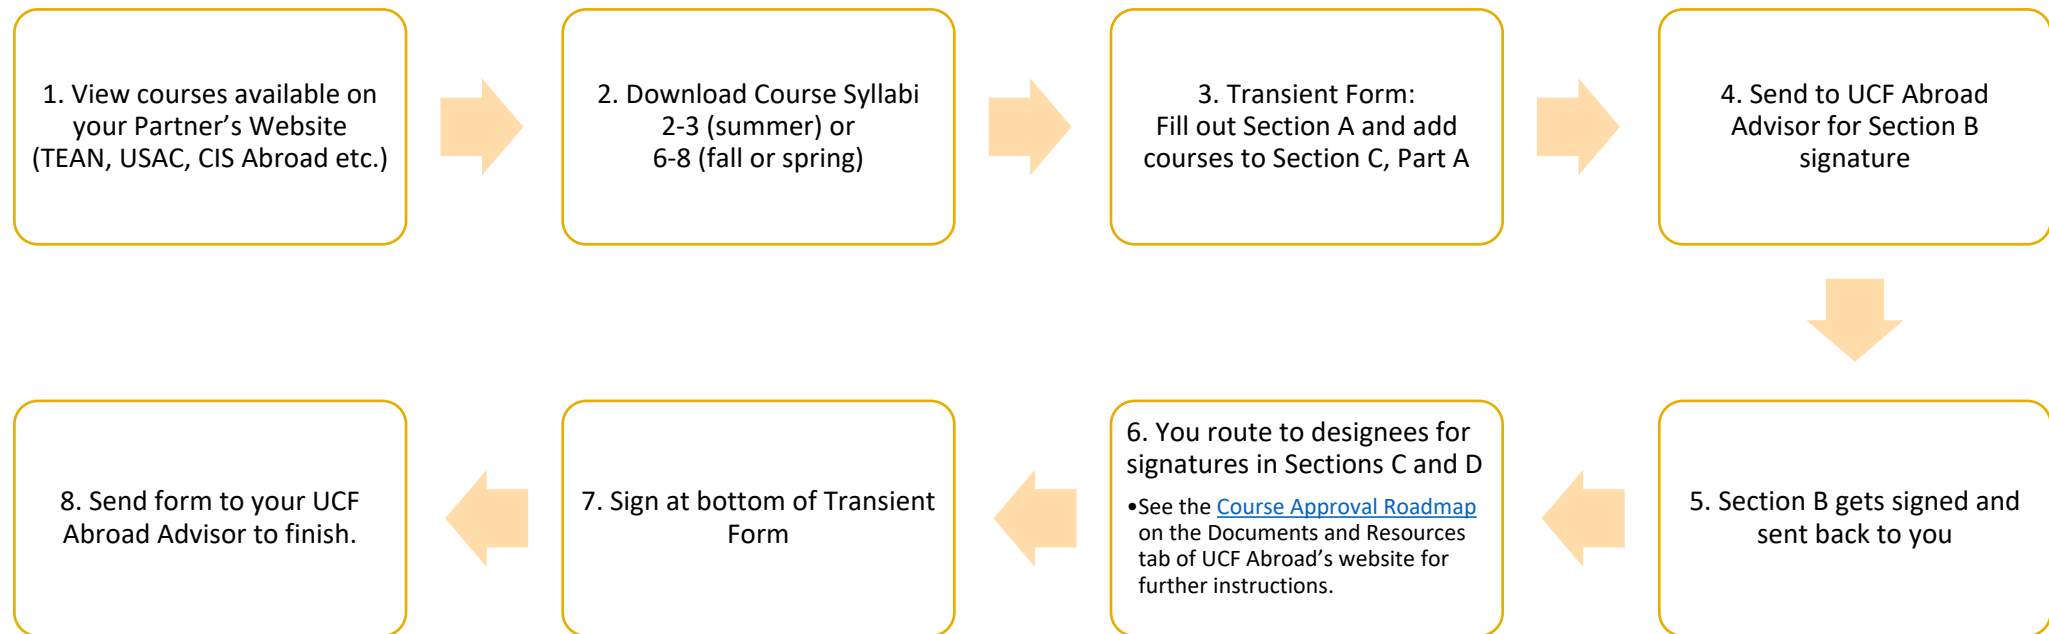 1. View courses available on
your Partner’s Website
(TEAN, USAC, CIS Abroad etc.)
2. Download Course Syllabi
2-3 (summer) or
6-8 (fall or spring)
3. Transient Form:
Fill out Section A and add
courses to Section C, Part A
4. Send to UCF Abroad
Advisor for Section B
signature
5. Section B gets signed and
sent back to you
6. You route to designees for
signatures in Sections C and D
•See the Course Approval Roadmap
on the Documents and Resources
tab of UCF Abroad’s website for
further instructions.
7. Sign at bottom of Transient
Form
8. Send form to your UCF
Abroad Advisor to finish.